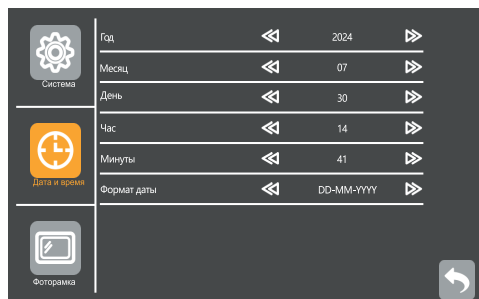 Система
Дата и время
Фоторамка
Год 2024
Месяц 07
День 30
Час 14
Минуты 41
Формат даты DD-MM-YYYY